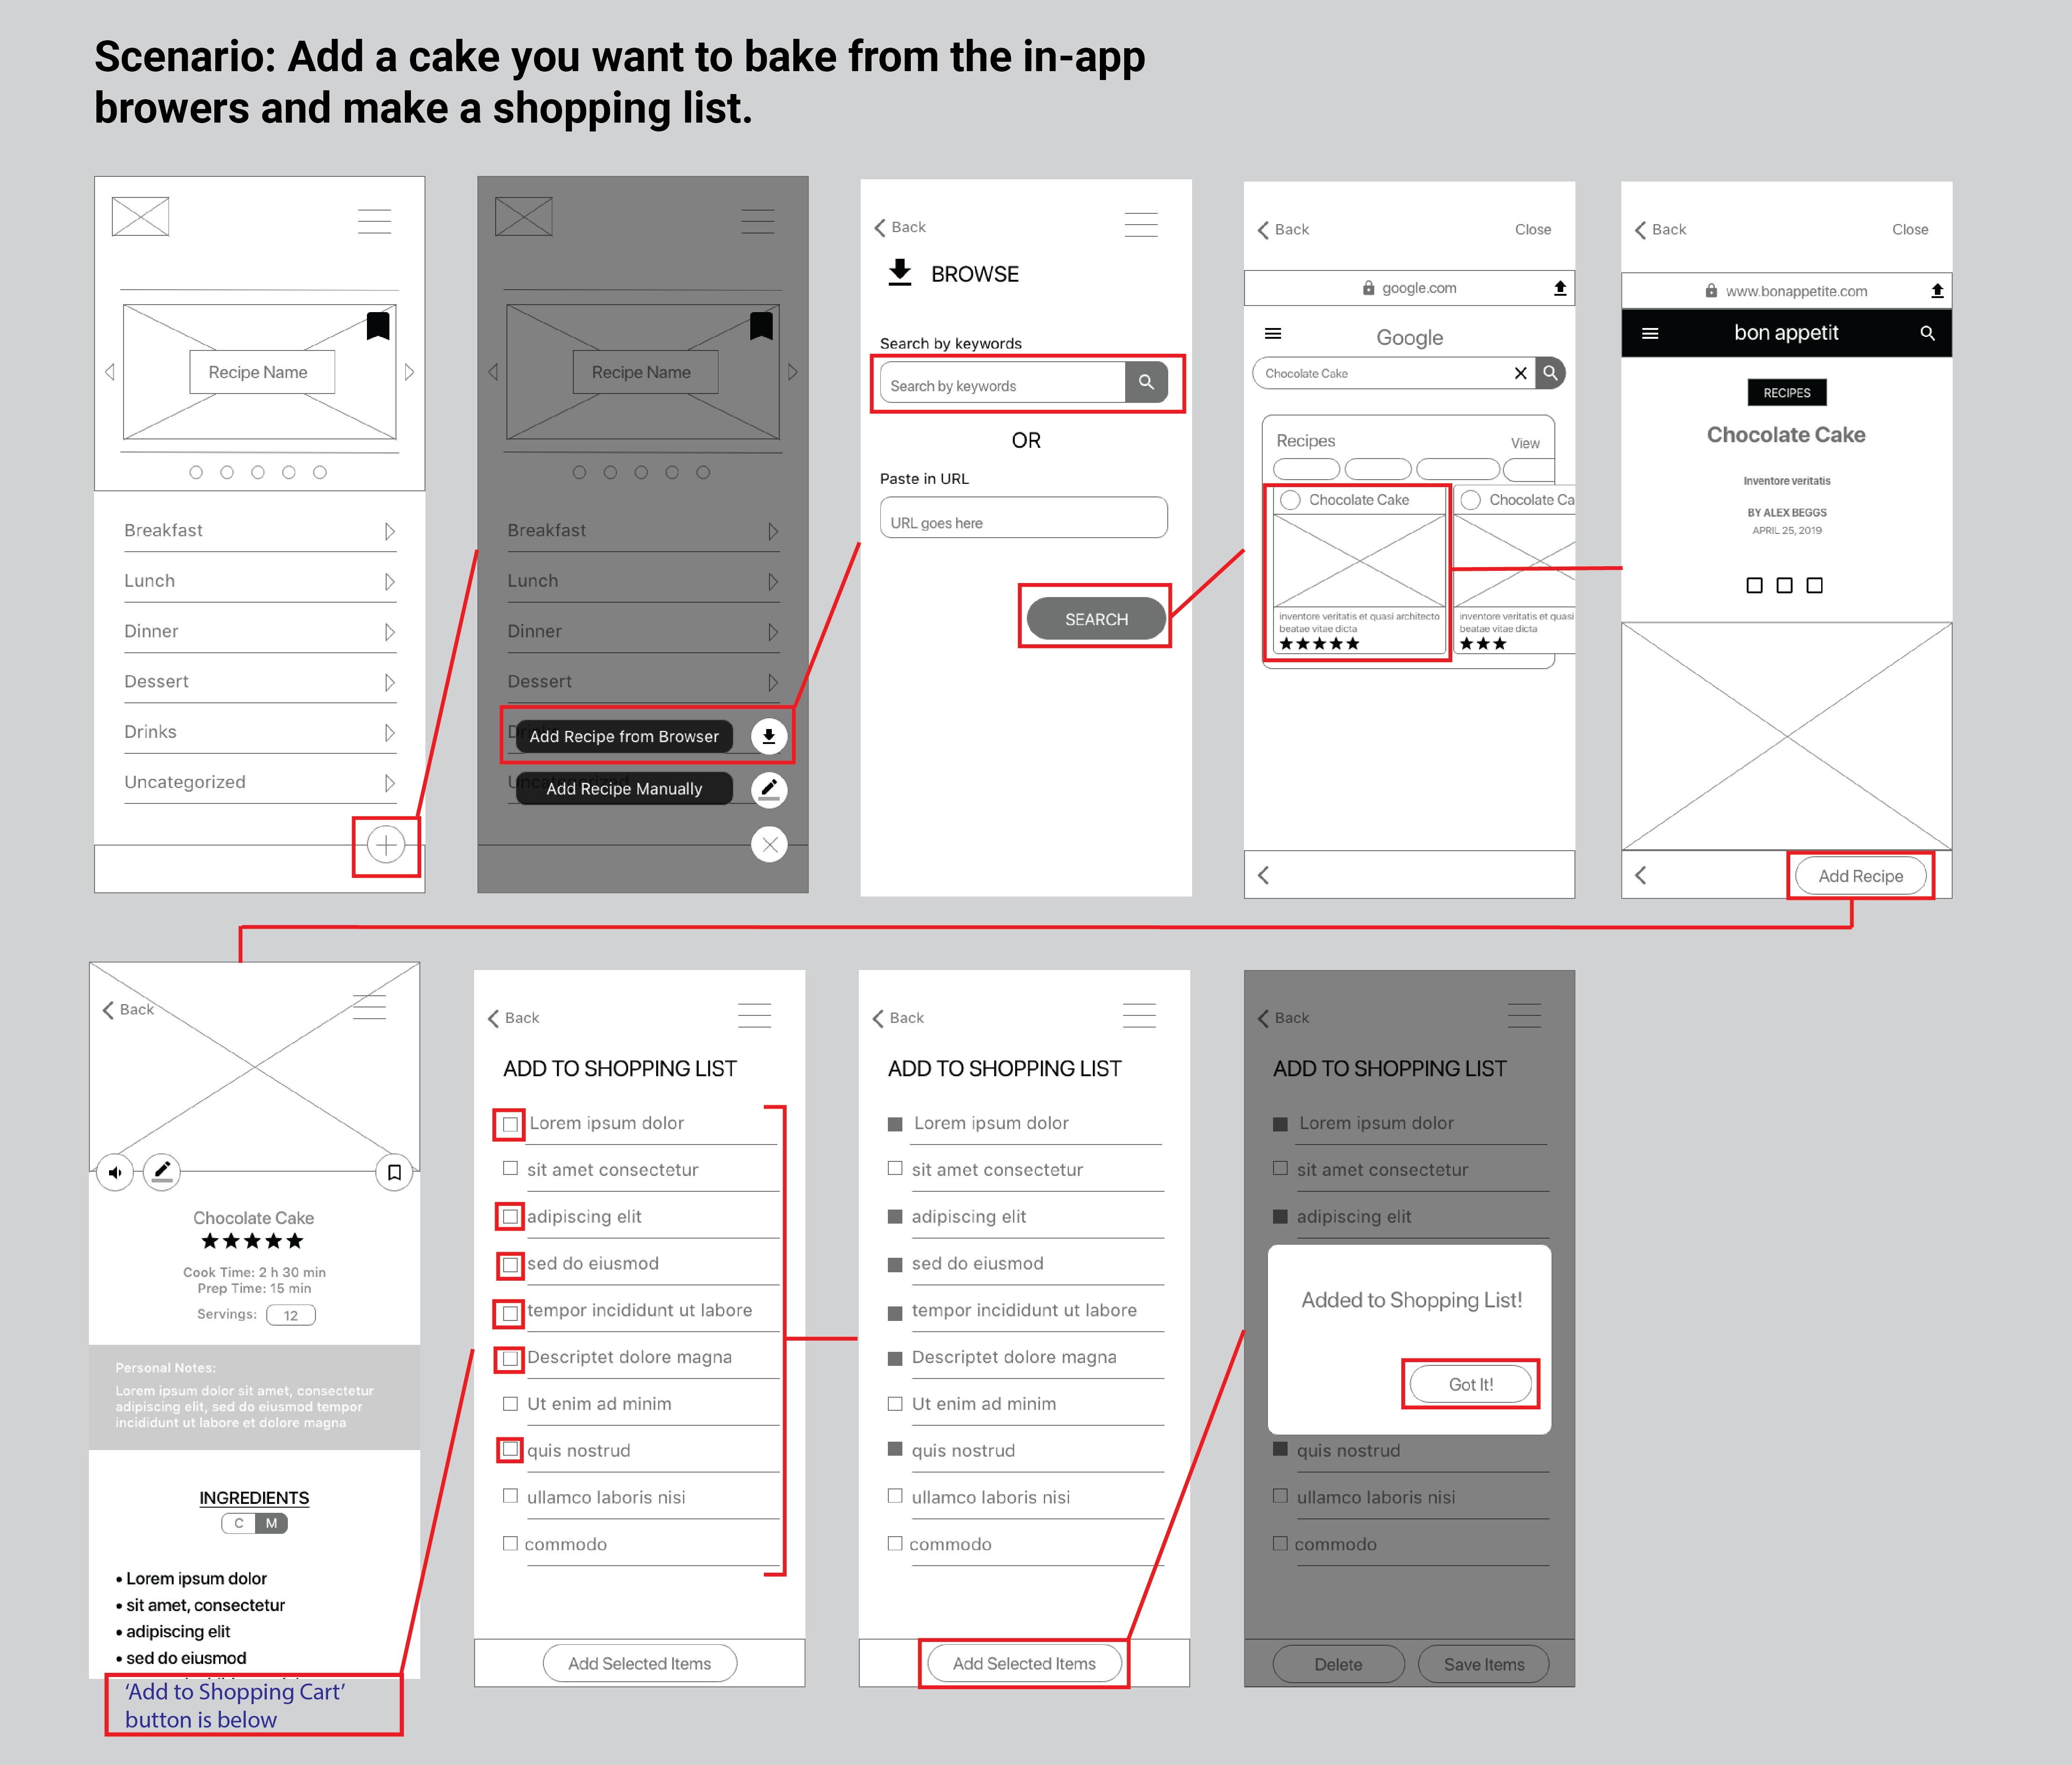 Scenario: Add a cake you want to bake from the in-app
browers and make a shopping list.
Recipe Name
Breakfast
Lunch
Dinner
Dessert
Drinks
Uncategorized
Recipe Name
Breakfast
Lunch
Dinner
Dessert
Add Recipe from Browser
Uncategorized
Add Recipe Manually
Back
BROWSE
Search by keywords
Search by keywords
OR
Paste in URL
URL goes here
SEARCH
Back
Close
google.com
Google
Chocolate Cake
Recipes
View
Chocolate Cake
Chocolate Ca
inventore veritatis et quasi architecto
beatae vitae dicta
inventore veritatis et quasi
beatae vitae dicta
Back
Close
www.bonappetite.com
bon appetit
RECIPES
Chocolate Cake
Inventore veritatis
BY ALEX BEGGS
APRIL 25, 2019
Add Recipe
Back
Chocolate Cake
Cook Time: 2 h 30 min
Prep Time: 15 min
Servings: 12
Personal Notes:
Lorem ipsum dolor sit amet, consectetur
adipiscing elit, sed do eiusmod tempor
incididunt ut labore et dolore magna
INGREDIENTS
C M
• Lorem ipsum dolor
• sit amet, consectetur
• adipiscing elit
• sed do eiusmod
‘Add to Shopping Cart’
button is below
Back
ADD TO SHOPPING LIST
Lorem ipsum dolor
sit amet consectetur
adipiscing elit
sed do eiusmod
tempor incididunt ut labore
Descriptet dolore magna
Ut enim ad minim
quis nostrud
ullamco laboris nisi
commodo
Add Selected Items
Back
ADD TO SHOPPING LIST
Lorem ipsum dolor
sit amet consectetur
adipiscing elit
sed do eiusmod
tempor incididunt ut labore
Descriptet dolore magna
Ut enim ad minim
quis nostrud
ullamco laboris nisi
commodo
Add Selected Items
Back
ADD TO SHOPPING LIST
Lorem ipsum dolor
sit amet consectetur
adipiscing elit
Added to Shopping List!
Got It!
quis nostrud
ullamco laboris nisi
commodo
Delete
Save Items